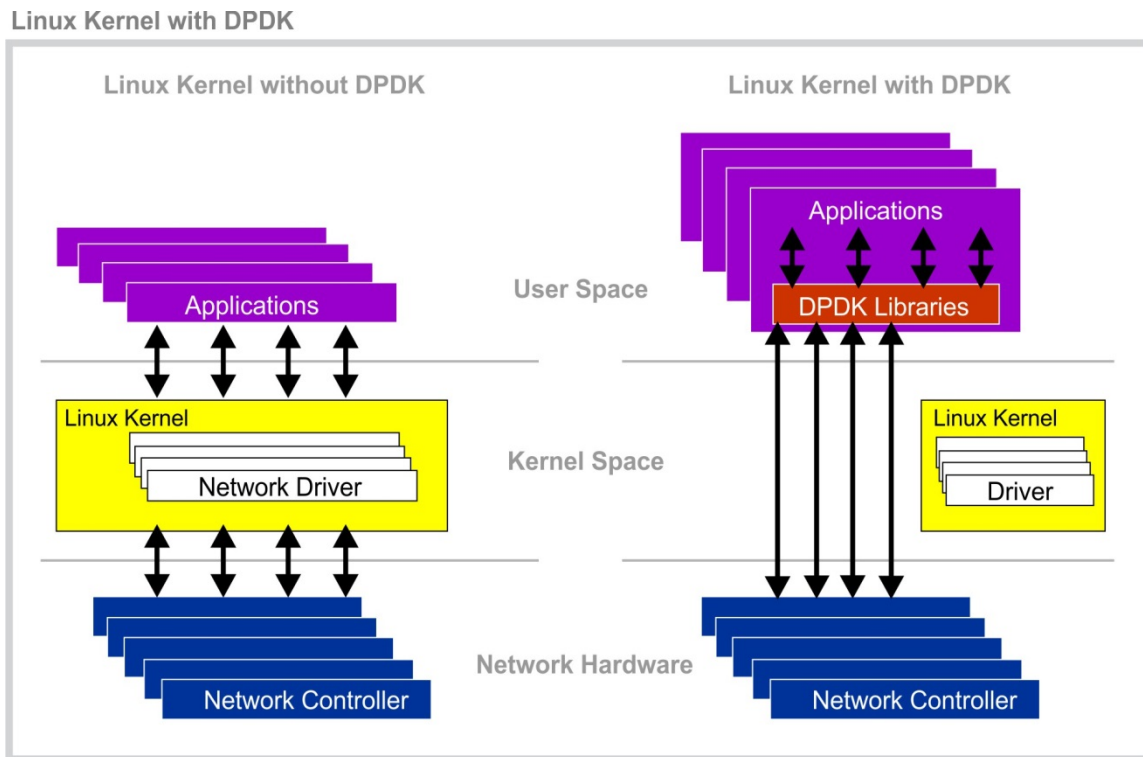 Linux Kernel with DPDK
Linux Kernel without DPDK
Linux Kernel with DPDK
Applications
Applications
DPDK Libraries
User Space
Linux Kernel
Network Driver
Kernel Space
Linux Kernel
Driver
Network Controller
Network Hardware
Network Controller